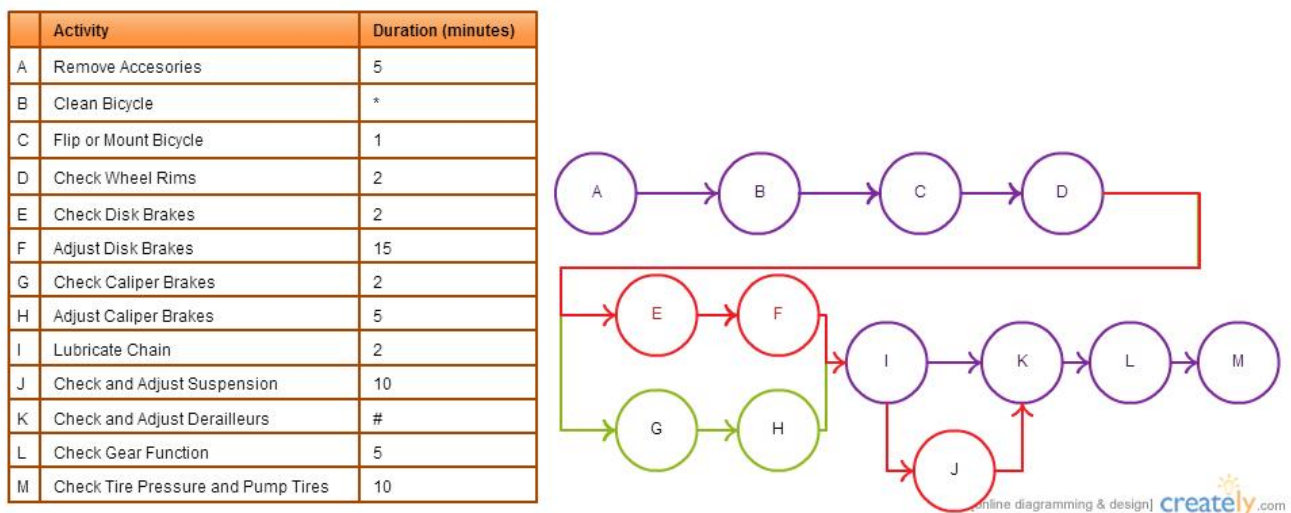 Activity Duration (minutes)
A Remove Accesories 5
B Clean Bicycle *
C Flip or Mount Bicycle 1
D Check Wheel Rims 2
E Check Disk Brakes 2
F Adjust Disk Brakes 15
G Check Caliper Brakes 2
H Adjust Caliper Brakes 5
I Lubricate Chain 2
J Check and Adjust Suspension 10
K Check and Adjust Derailleurs #
L Check Gear Function 5
M Check Tire Pressure and Pump Tires 10
A B C D
E F
I K L M
G H
J
[online diagramming & design] creately.com